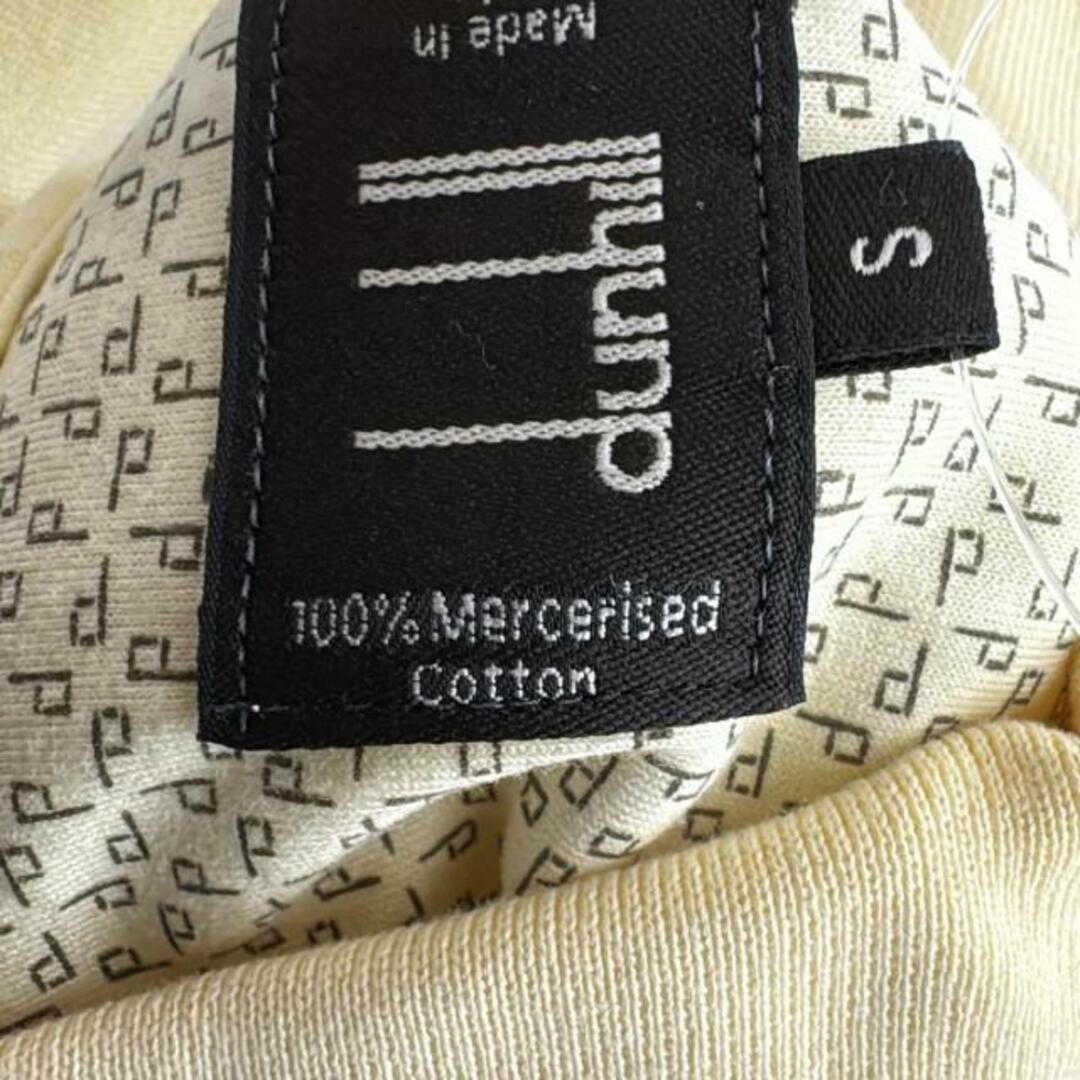 Made in
dunhill
S
100% Mercerised
Cotton